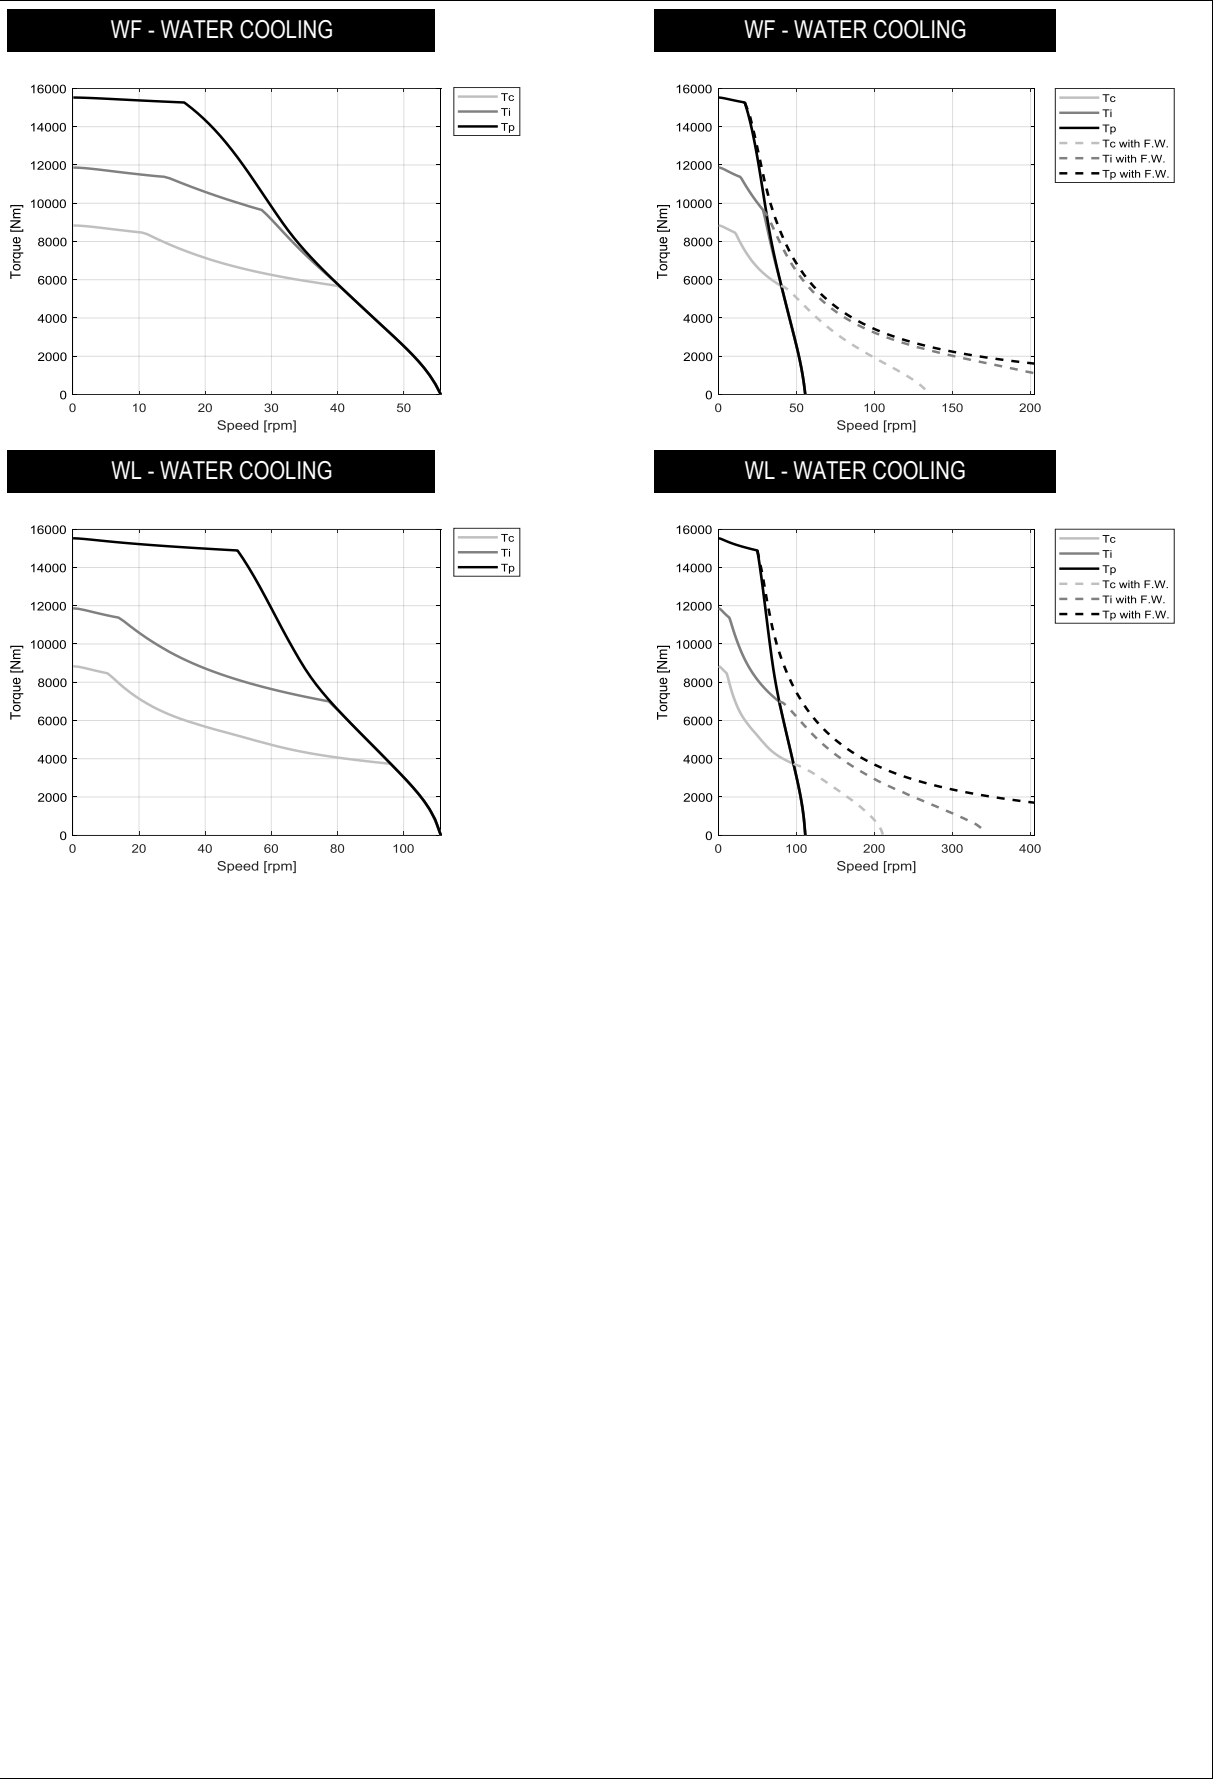 WF - WATER COOLING
16000
14000
12000
10000
8000
6000
4000
2000
0
Torque [Nm]
0 10 20 30 40 50
Speed [rpm]
Tc
Ti
Tp
WF - WATER COOLING
16000
14000
12000
10000
8000
6000
4000
2000
0
Torque [Nm]
0 50 100 150 200
Speed [rpm]
Tc
Ti
Tp
Tc with F.W.
Ti with F.W.
Tp with F.W.
WL - WATER COOLING
16000
14000
12000
10000
8000
6000
4000
2000
0
Torque [Nm]
0 20 40 60 80 100
Speed [rpm]
Tc
Ti
Tp
WL - WATER COOLING
16000
14000
12000
10000
8000
6000
4000
2000
0
Torque [Nm]
0 100 200 300 400
Speed [rpm]
Tc
Ti
Tp
Tc with F.W.
Ti with F.W.
Tp with F.W.